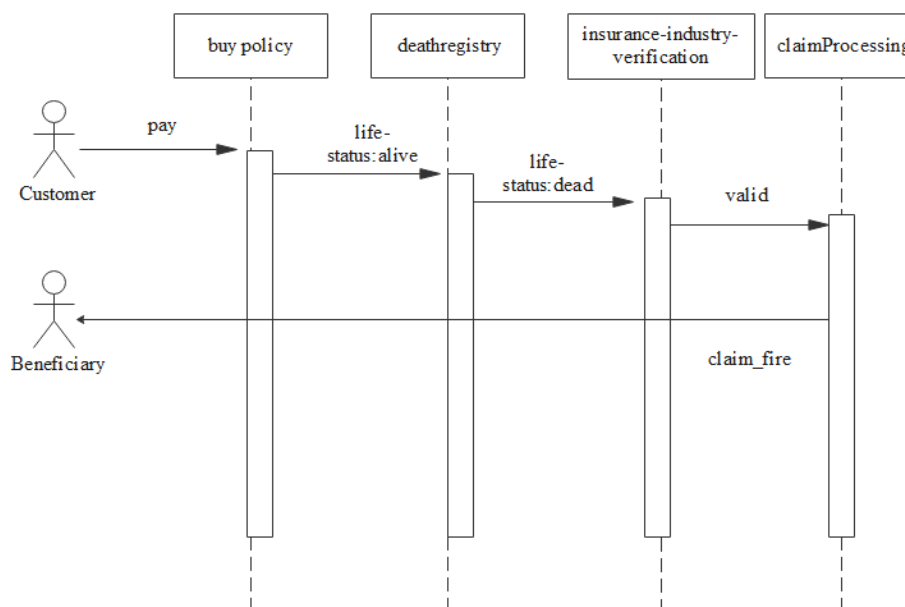 buy policy
deathregistry
insurance-industry-
verification
claimProcessing
pay
life-
status:alive
life-
status:dead
valid
Customer
claim_fire
Beneficiary